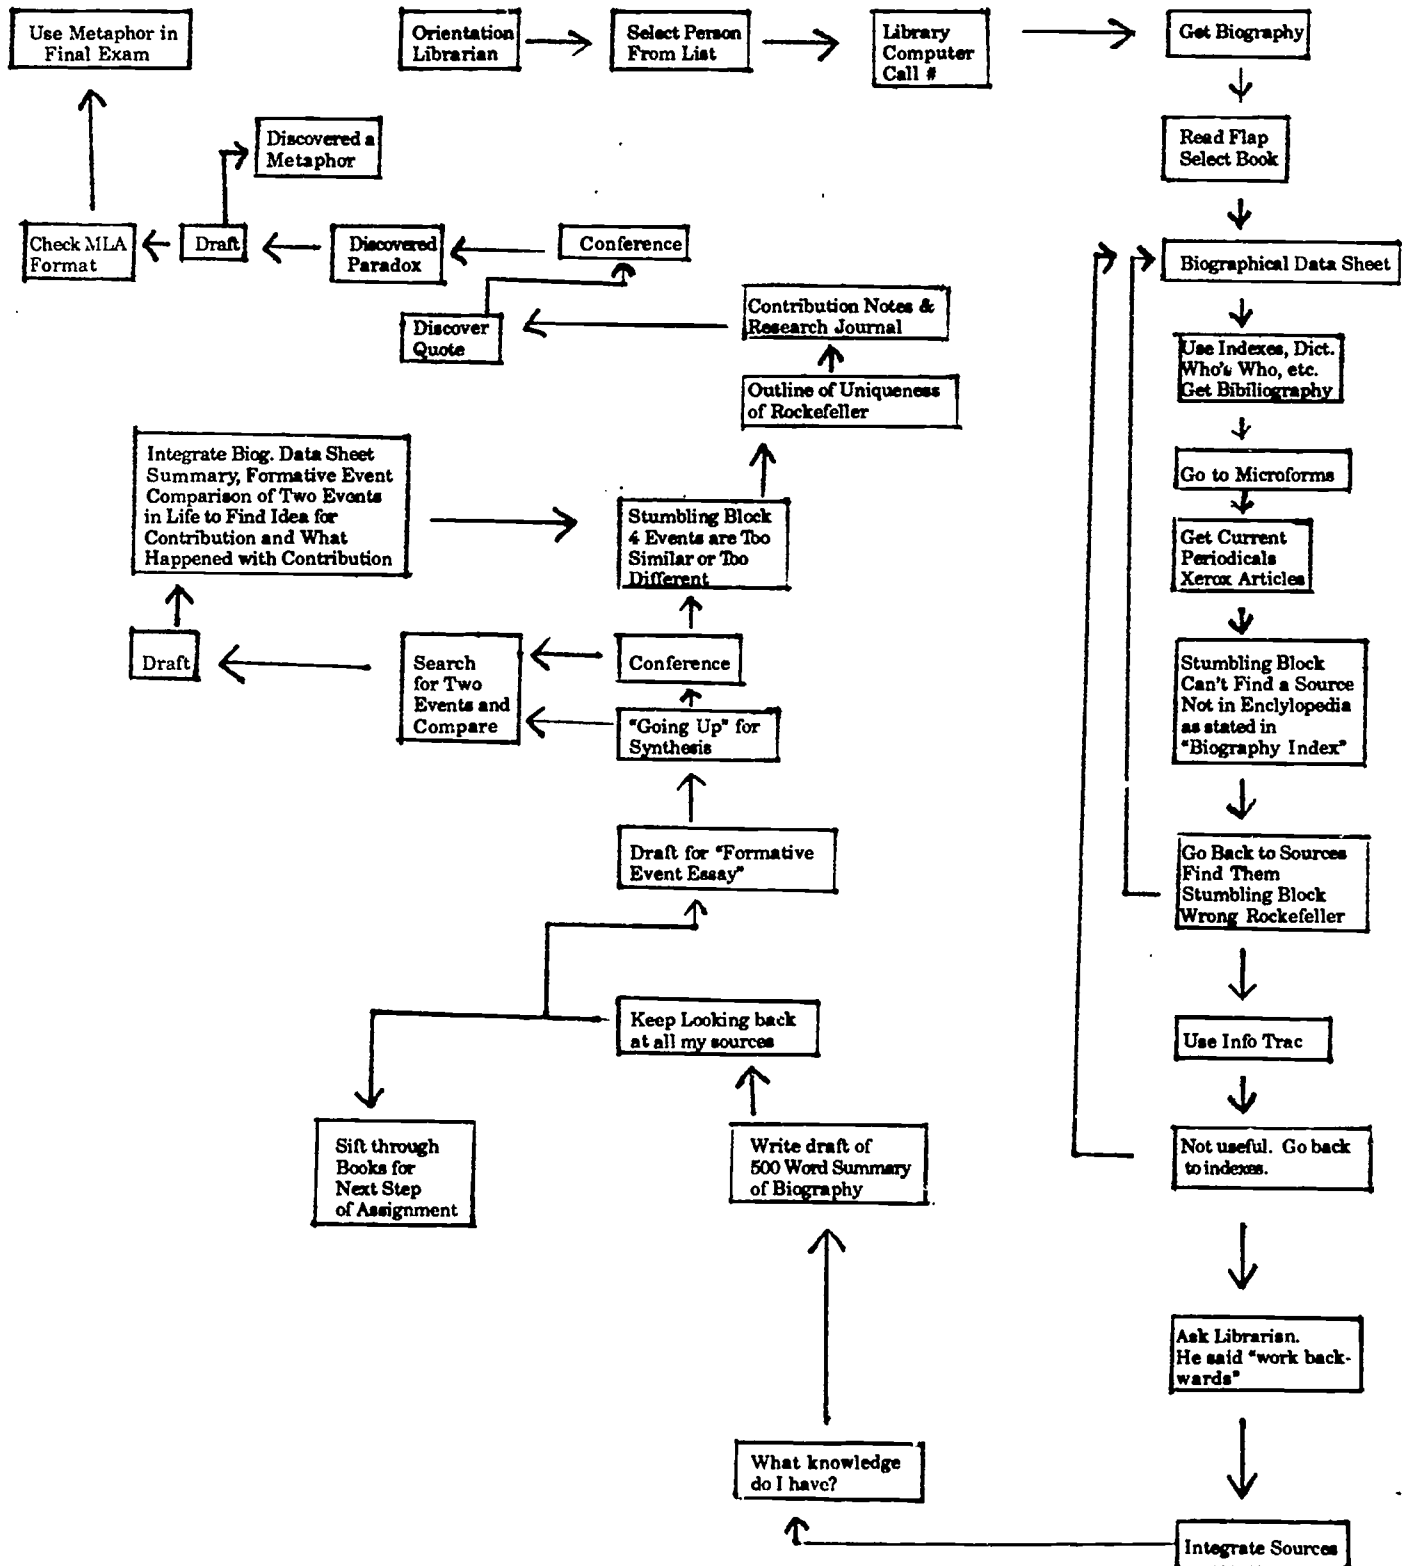 Use Metaphor in
Final Exam
Orientation
Librarian
Select Person
From List
Library
Computer
Call #
Get Biography
Read Flap
Select Book
Biographical Data Sheet
Use Indexes, Dict.
Who's Who, etc.
Get Bibiliography
Go to Microforms
Get Current
Periodicals
Xerox Articles
Stumbling Block
Can't Find a Source
Not in Enclylopedia
as stated in
"Biography Index"
Go Back to Sources
Find Them
Stumbling Block
Wrong Rockefeller
Use Info Trac
Not useful. Go back
to indexes.
Ask Librarian.
He said "work back-
wards"
Integrate Sources
What knowledge
do I have?
Write draft of
500 Word Summary
of Biography
Keep Looking back
at all my sources
Sift through
Books for
Next Step
of Assignment
Draft for "Formative
Event Essay"
"Going Up" for
Synthesis
Conference
Search
for Two
Events and
Compare
Draft
Integrate Biog. Data Sheet
Summary, Formative Event
Comparison of Two Events
in Life to Find Idea for
Contribution and What
Happened with Contribution
Stumbling Block
4 Events are Too
Similar or Too
Different
Outline of Uniqueness
of Rockefeller
Contribution Notes &
Research Journal
Discover
Quote
Conference
Discovered
Paradox
Draft
Discovered a
Metaphor
Check MLA
Format